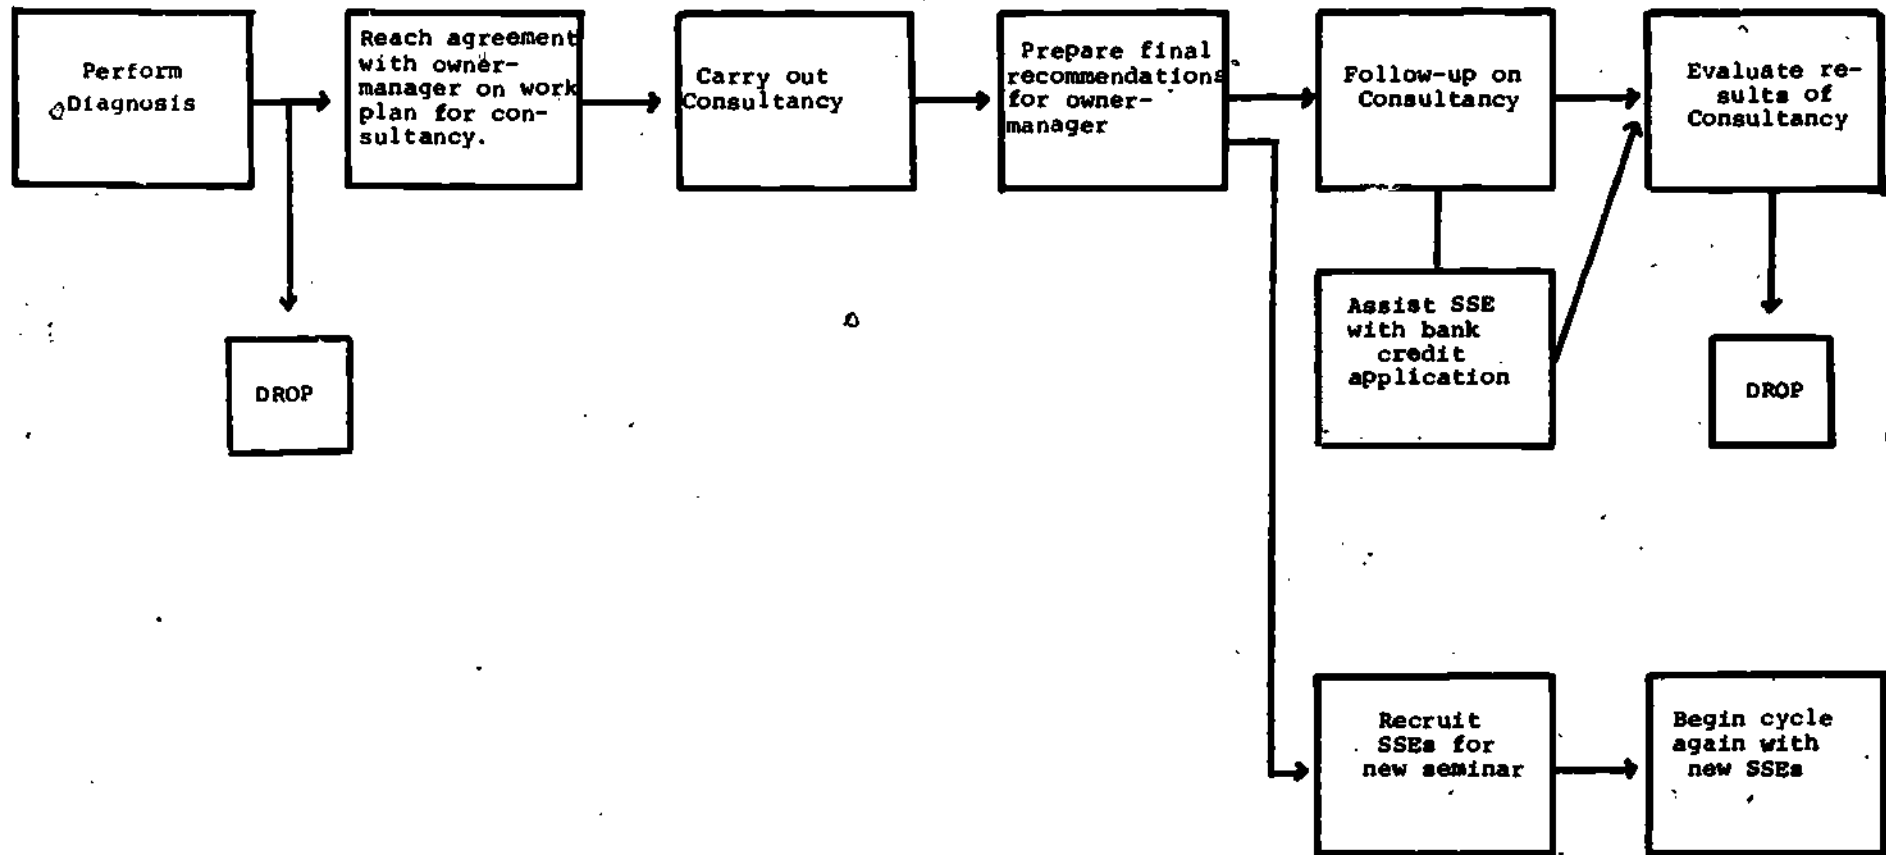 Perform
Diagnosis
Reach agreement
with owner-
manager on work
plan for con-
sultancy.
Carry out
Consultancy
Prepare final
recommendations
for owner-
manager
Follow-up on
Consultancy
Evaluate re-
sults of
Consultancy
DROP
Assist SSE
with bank
credit
application
DROP
Recruit
SSEs for
new seminar
Begin cycle
again with
new SSEs